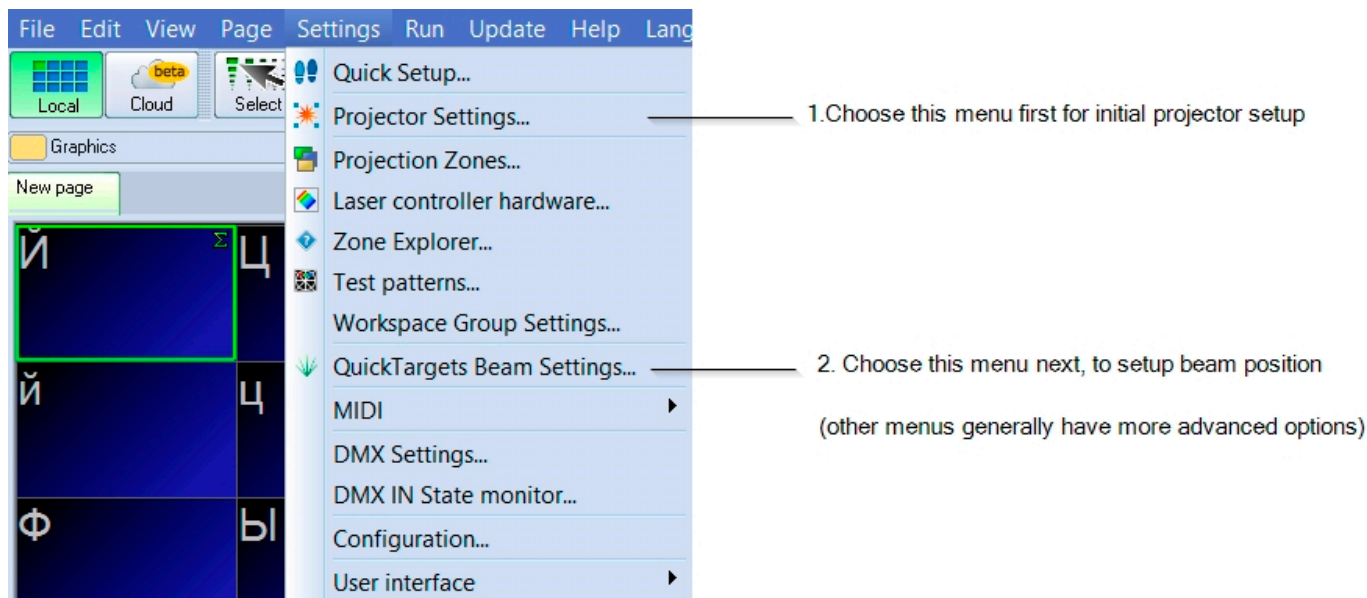 File Edit View Page Settings Run Update Help Lang
Local
beta
Cloud
Select
Graphics
New page
Й
Σ
Ц
й
ц
Ф
Ы
Quick Setup...
Projector Settings...
Projection Zones...
Laser controller hardware...
Zone Explorer...
Test patterns...
Workspace Group Settings...
QuickTargets Beam Settings...
MIDI
DMX Settings...
DMX IN State monitor...
Configuration...
User interface
1.Choose this menu first for initial projector setup
2. Choose this menu next, to setup beam position
(other menus generally have more advanced options)